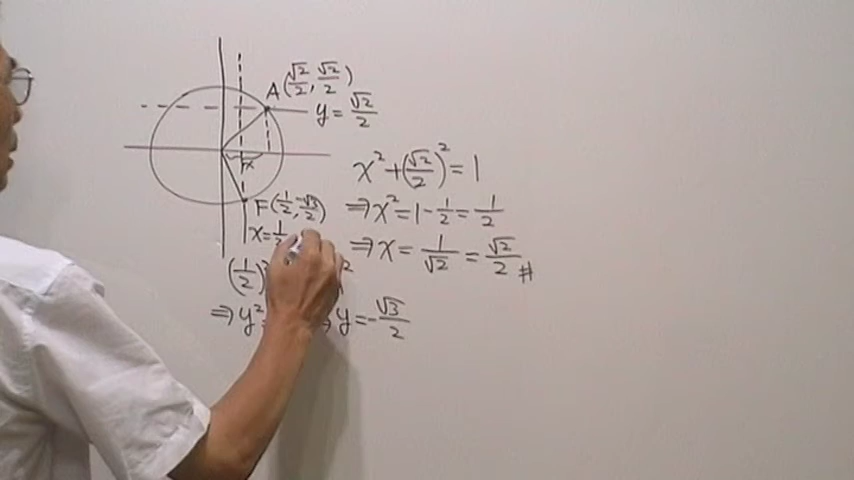 A(√2/2, √2/2)
y = √2/2
x
F(1/2, -√3/2)
x = 1/2
x² + (√2/2)² = 1
⇒ x² = 1 - 1/2 = 1/2
⇒ x = 1/√2 = √2/2 #
(1/2)
⇒ y²
y = -√3/2